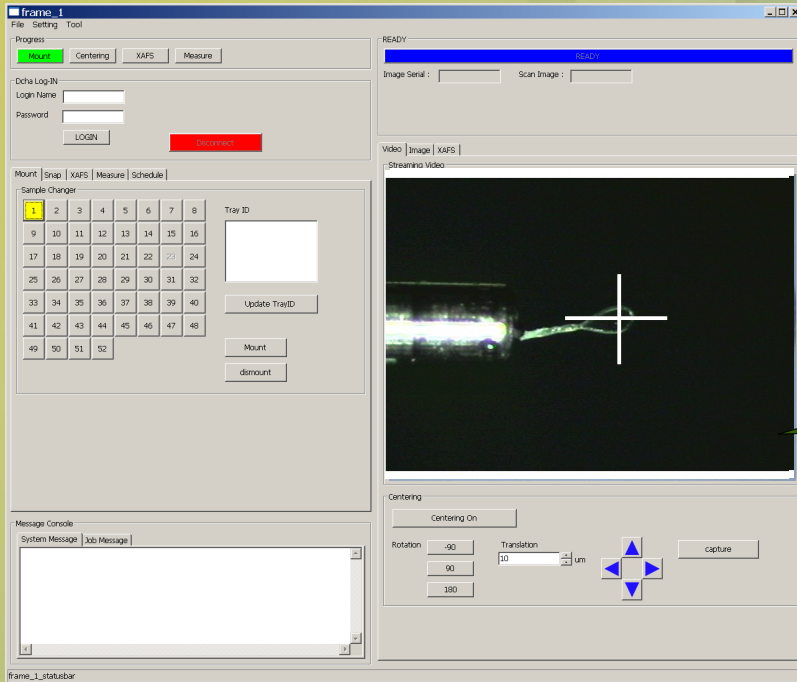 frame_1
File Setting Tool
Progress
Mount Centering XAFS Measure
Dcha Log-IN
Login Name
Password
LOGIN
Disconnect
Mount Snap XAFS Measure Schedule
Sample Changer
1 2 3 4 5 6 7 8
9 10 11 12 13 14 15 16
17 18 19 20 21 22 23 24
25 26 27 28 29 30 31 32
33 34 35 36 37 38 39 40
41 42 43 44 45 46 47 48
49 50 51 52
Tray ID
Update TrayID
Mount
dismount
Message Console
System Message Job Message
READY
READY
Image Serial : Scan Image :
Video Image XAFS
Streaming Video
Centering
Centering On
Rotation -90
90
180
Translation
10 um
capture
frame_1_statusbar